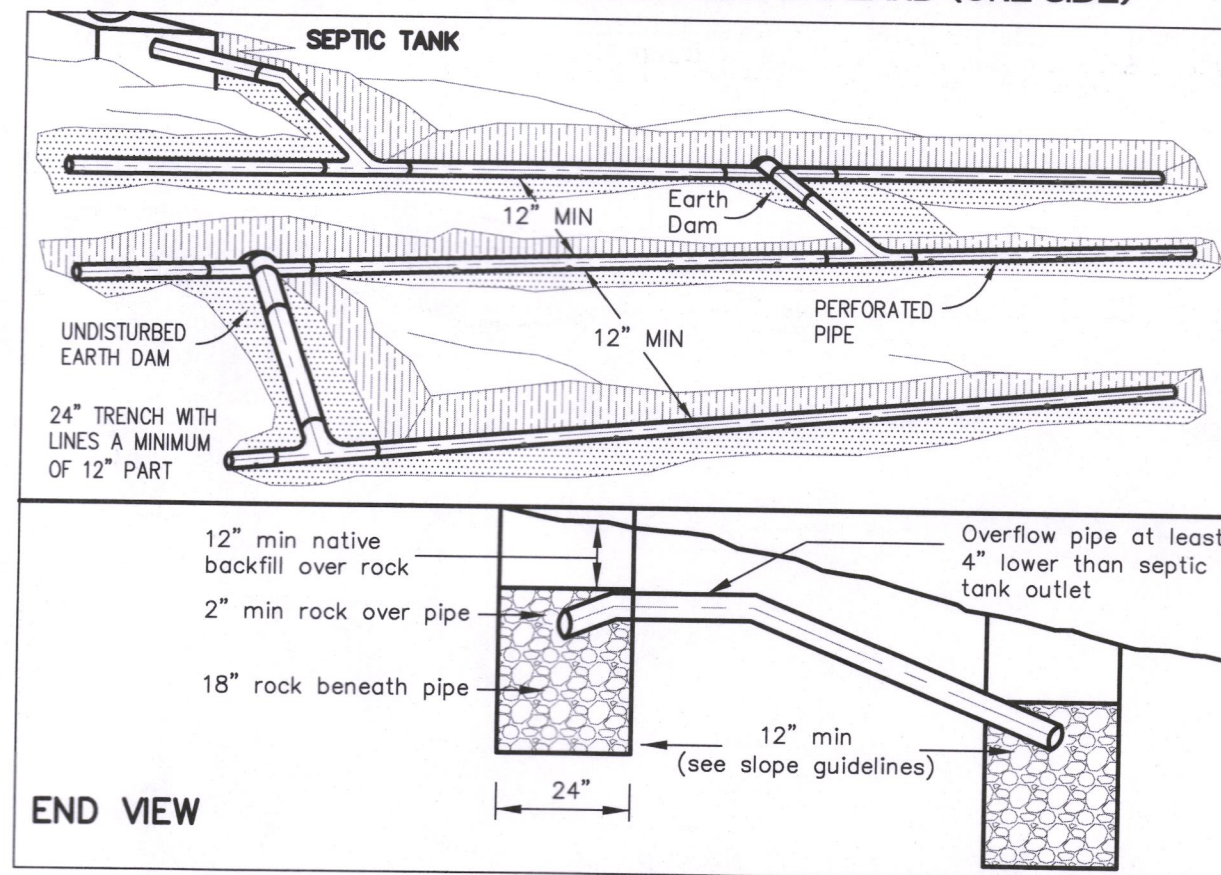 (ONE SIDE)
SEPTIC TANK
12" MIN
Earth
Dam
UNDISTURBED
EARTH DAM
12" MIN
PERFORATED
PIPE
24" TRENCH WITH
LINES A MINIMUM
OF 12" PART
12" min native
backfill over rock
Overflow pipe at least
4" lower than septic
tank outlet
2" min rock over pipe
18" rock beneath pipe
12" min
(see slope guidelines)
24"
END VIEW